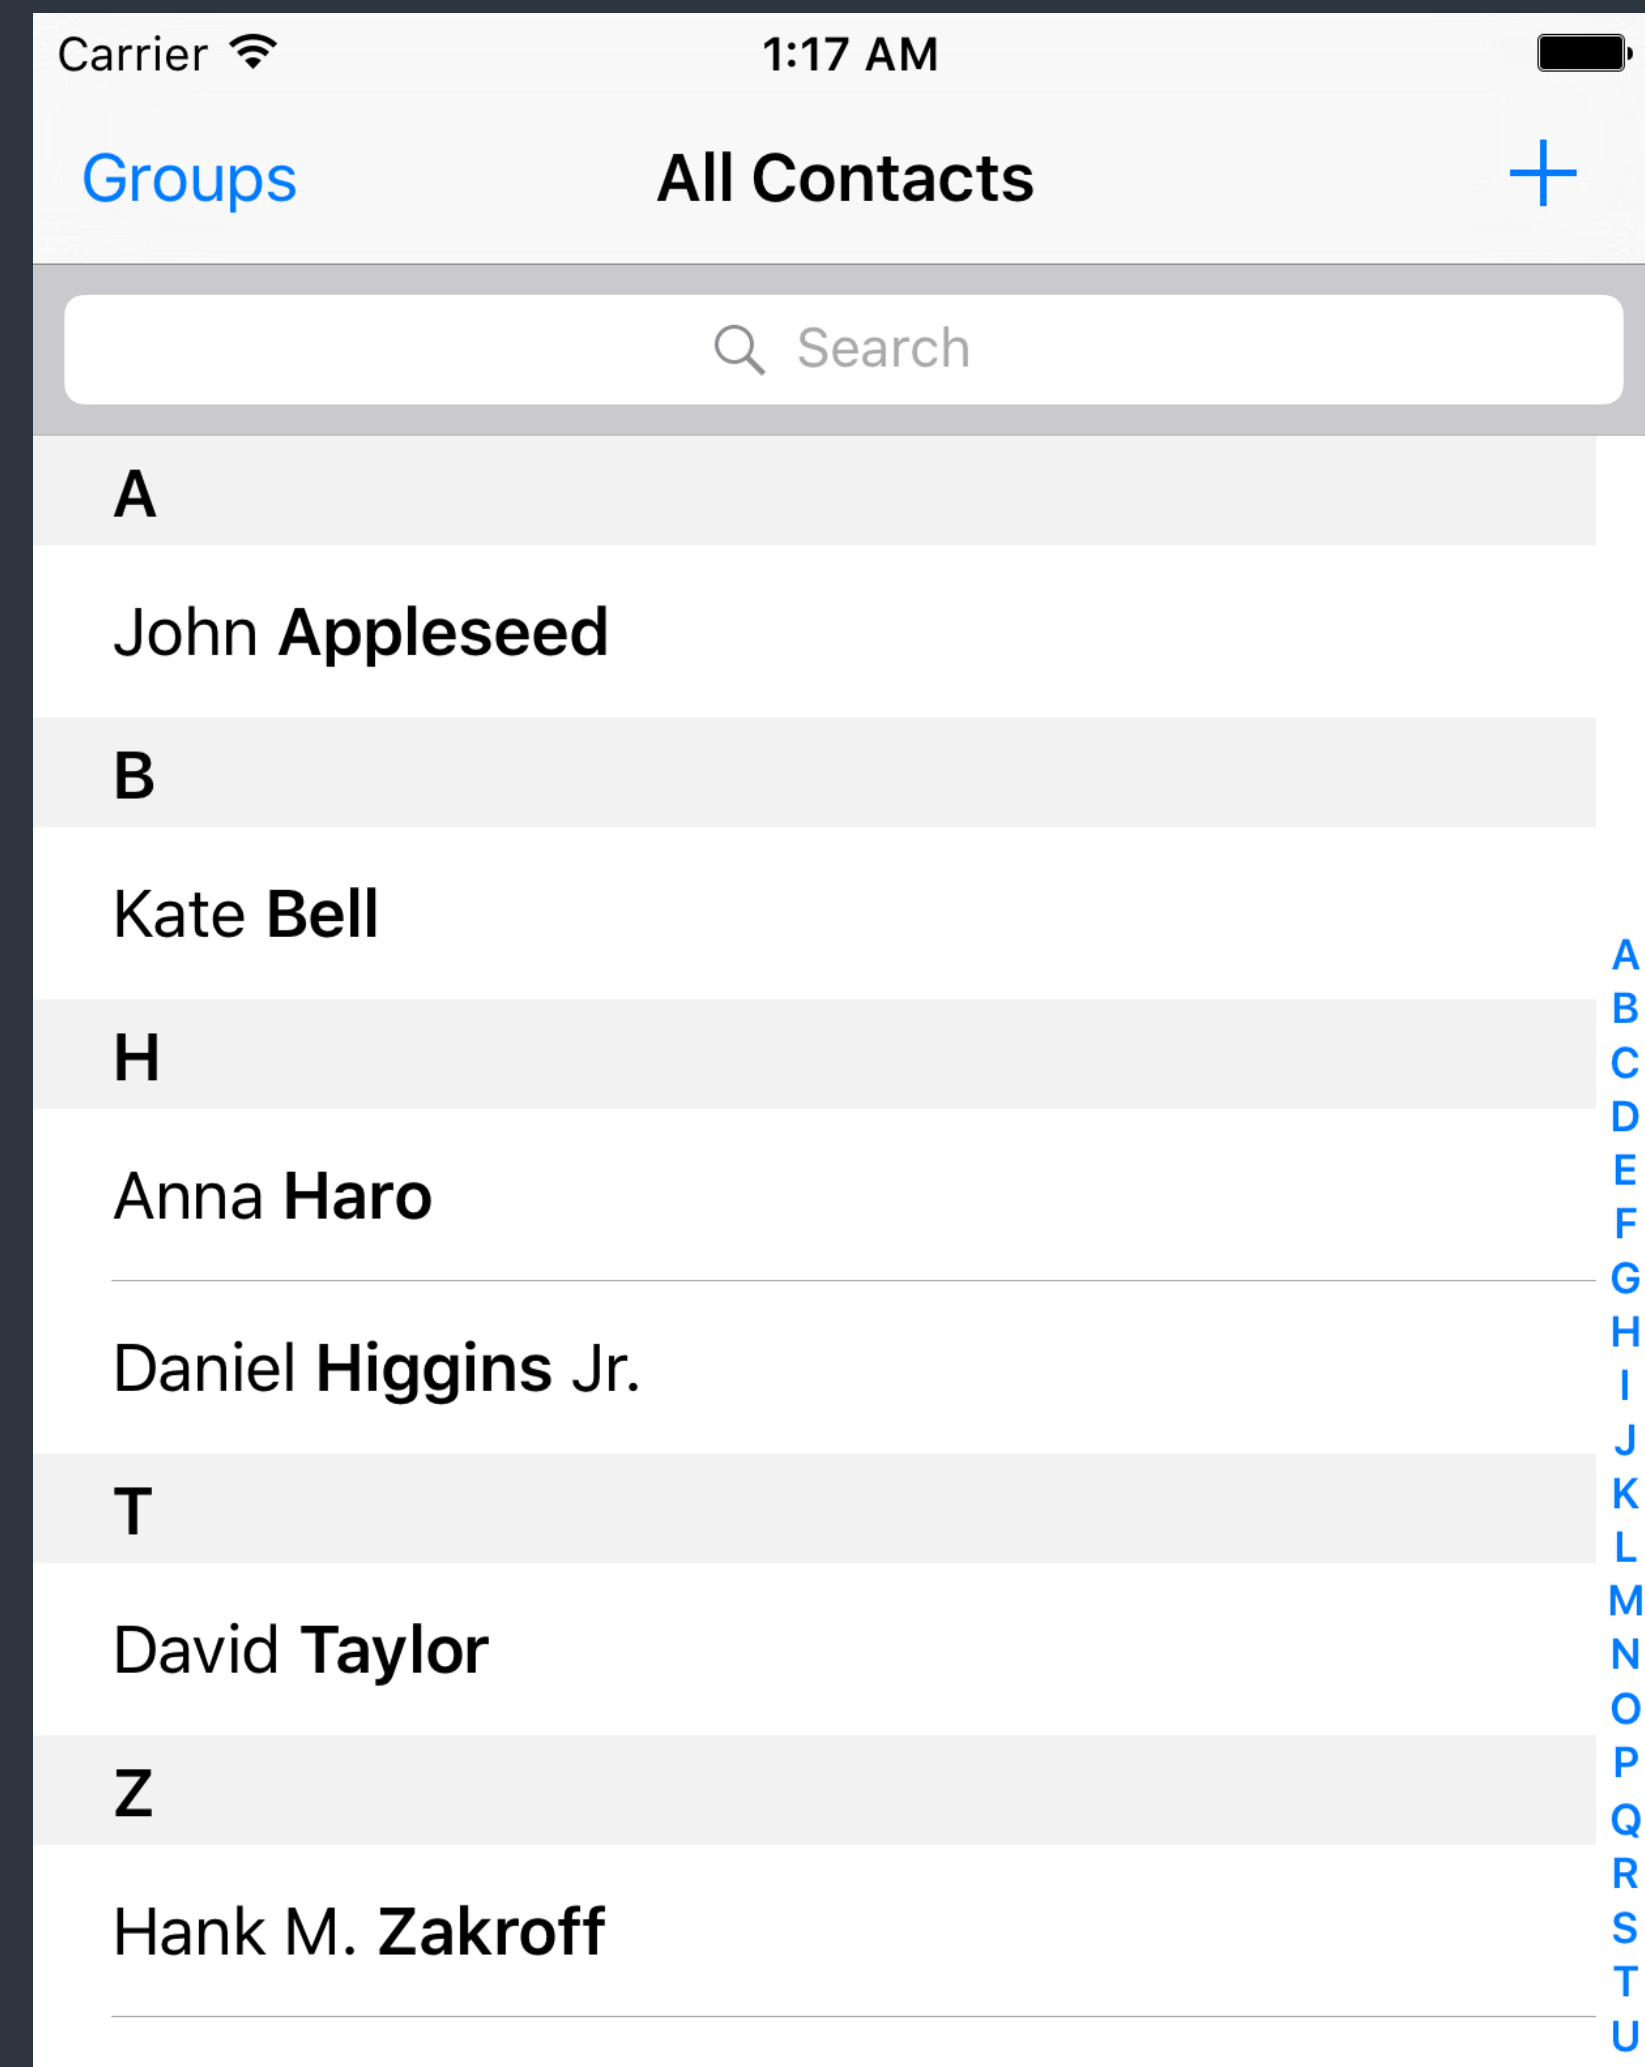 Carrier 1:17 AM
Groups All Contacts
Search
A
John Appleseed
B
Kate Bell
H
Anna Haro
Daniel Higgins Jr.
T
David Taylor
Z
Hank M. Zakroff
A
B
C
D
E
F
G
H
I
J
K
L
M
N
O
P
Q
R
S
T
U